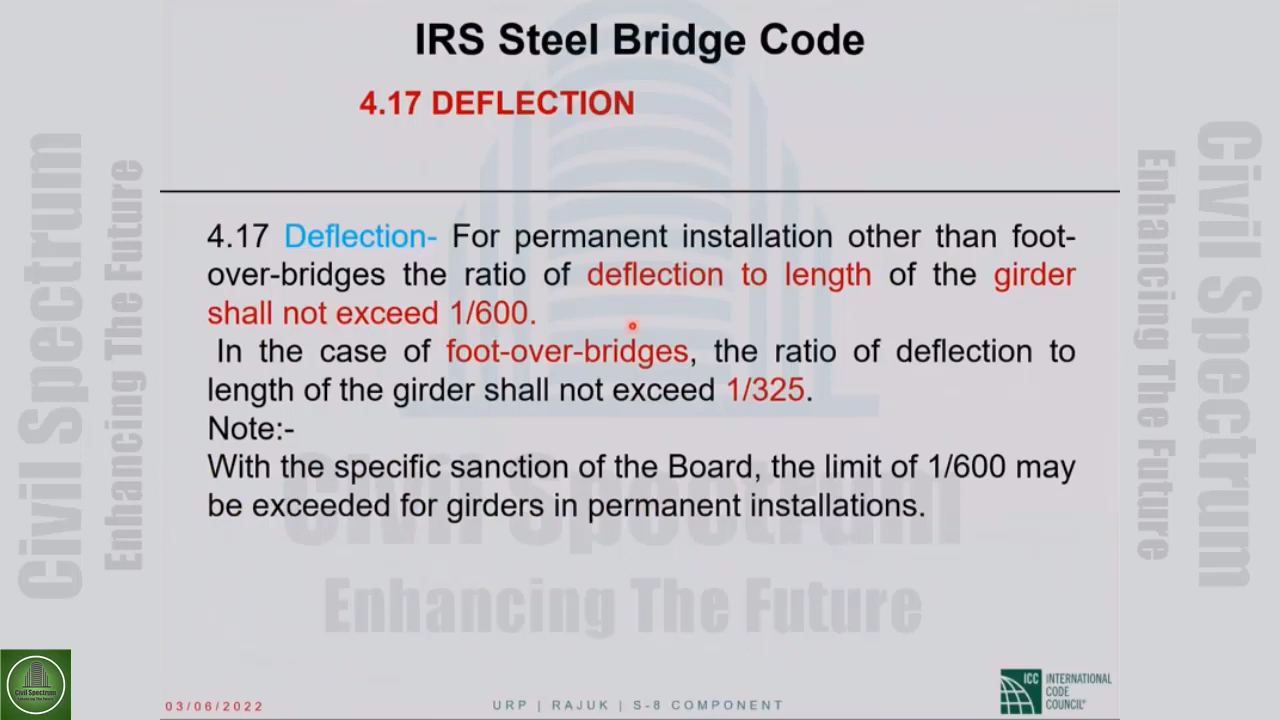 IRS Steel Bridge Code
4.17 DEFLECTION
4.17 Deflection- For permanent installation other than foot-
over-bridges the ratio of deflection to length of the girder
shall not exceed 1/600.
In the case of foot-over-bridges, the ratio of deflection to
length of the girder shall not exceed 1/325.
Note:-
With the specific sanction of the Board, the limit of 1/600 may
be exceeded for girders in permanent installations.
Civil Spectrum
Enhancing The Future
Civil Spectrum
Enhancing The Future
Civil Spectrum
Enhancing The Future
Civil Spectrum
Enhancing The Future
03/06/2022
URP | RAJUK | S-8 COMPONENT
ICC INTERNATIONAL
CODE
COUNCIL®